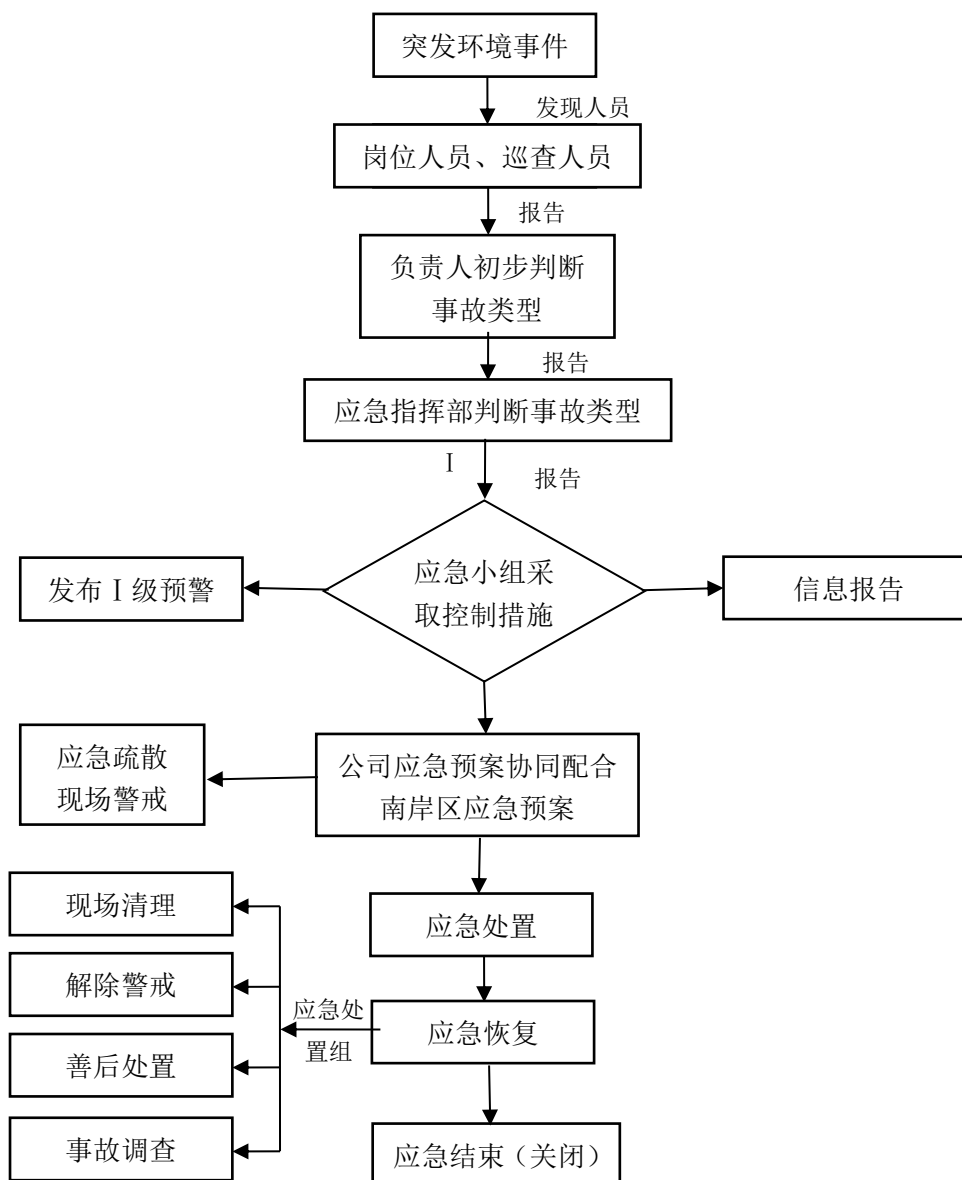 突发环境事件
发现人员
岗位人员、巡查人员
报告
负责人初步判断
事故类型
报告
应急指挥部判断事故类型
Ⅰ
报告
发布Ⅰ级预警
应急小组采
取控制措施
信息报告
应急疏散
现场警戒
公司应急预案协同配合
南岸区应急预案
现场清理
应急处置
解除警戒
应急处
置组
应急恢复
善后处置
事故调查
应急结束（关闭）